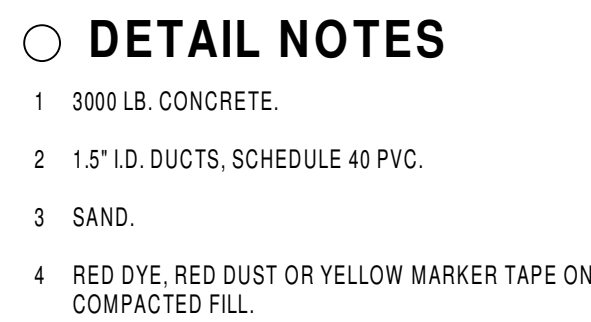 DETAIL NOTES
1 3000 LB. CONCRETE.
2 1.5" I.D. DUCTS, SCHEDULE 40 PVC.
3 SAND.
4 RED DYE, RED DUST OR YELLOW MARKER TAPE ON
COMPACTED FILL.